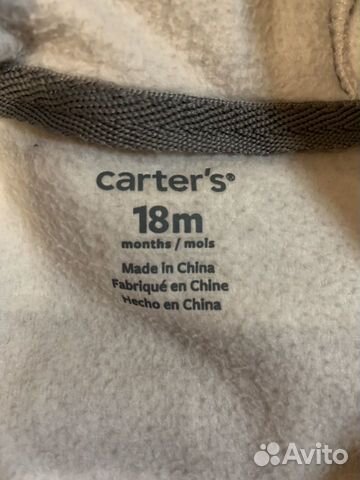 carter's®
18m
months / mois
Made in China
Fabriqué en Chine
Hecho en China
Avito